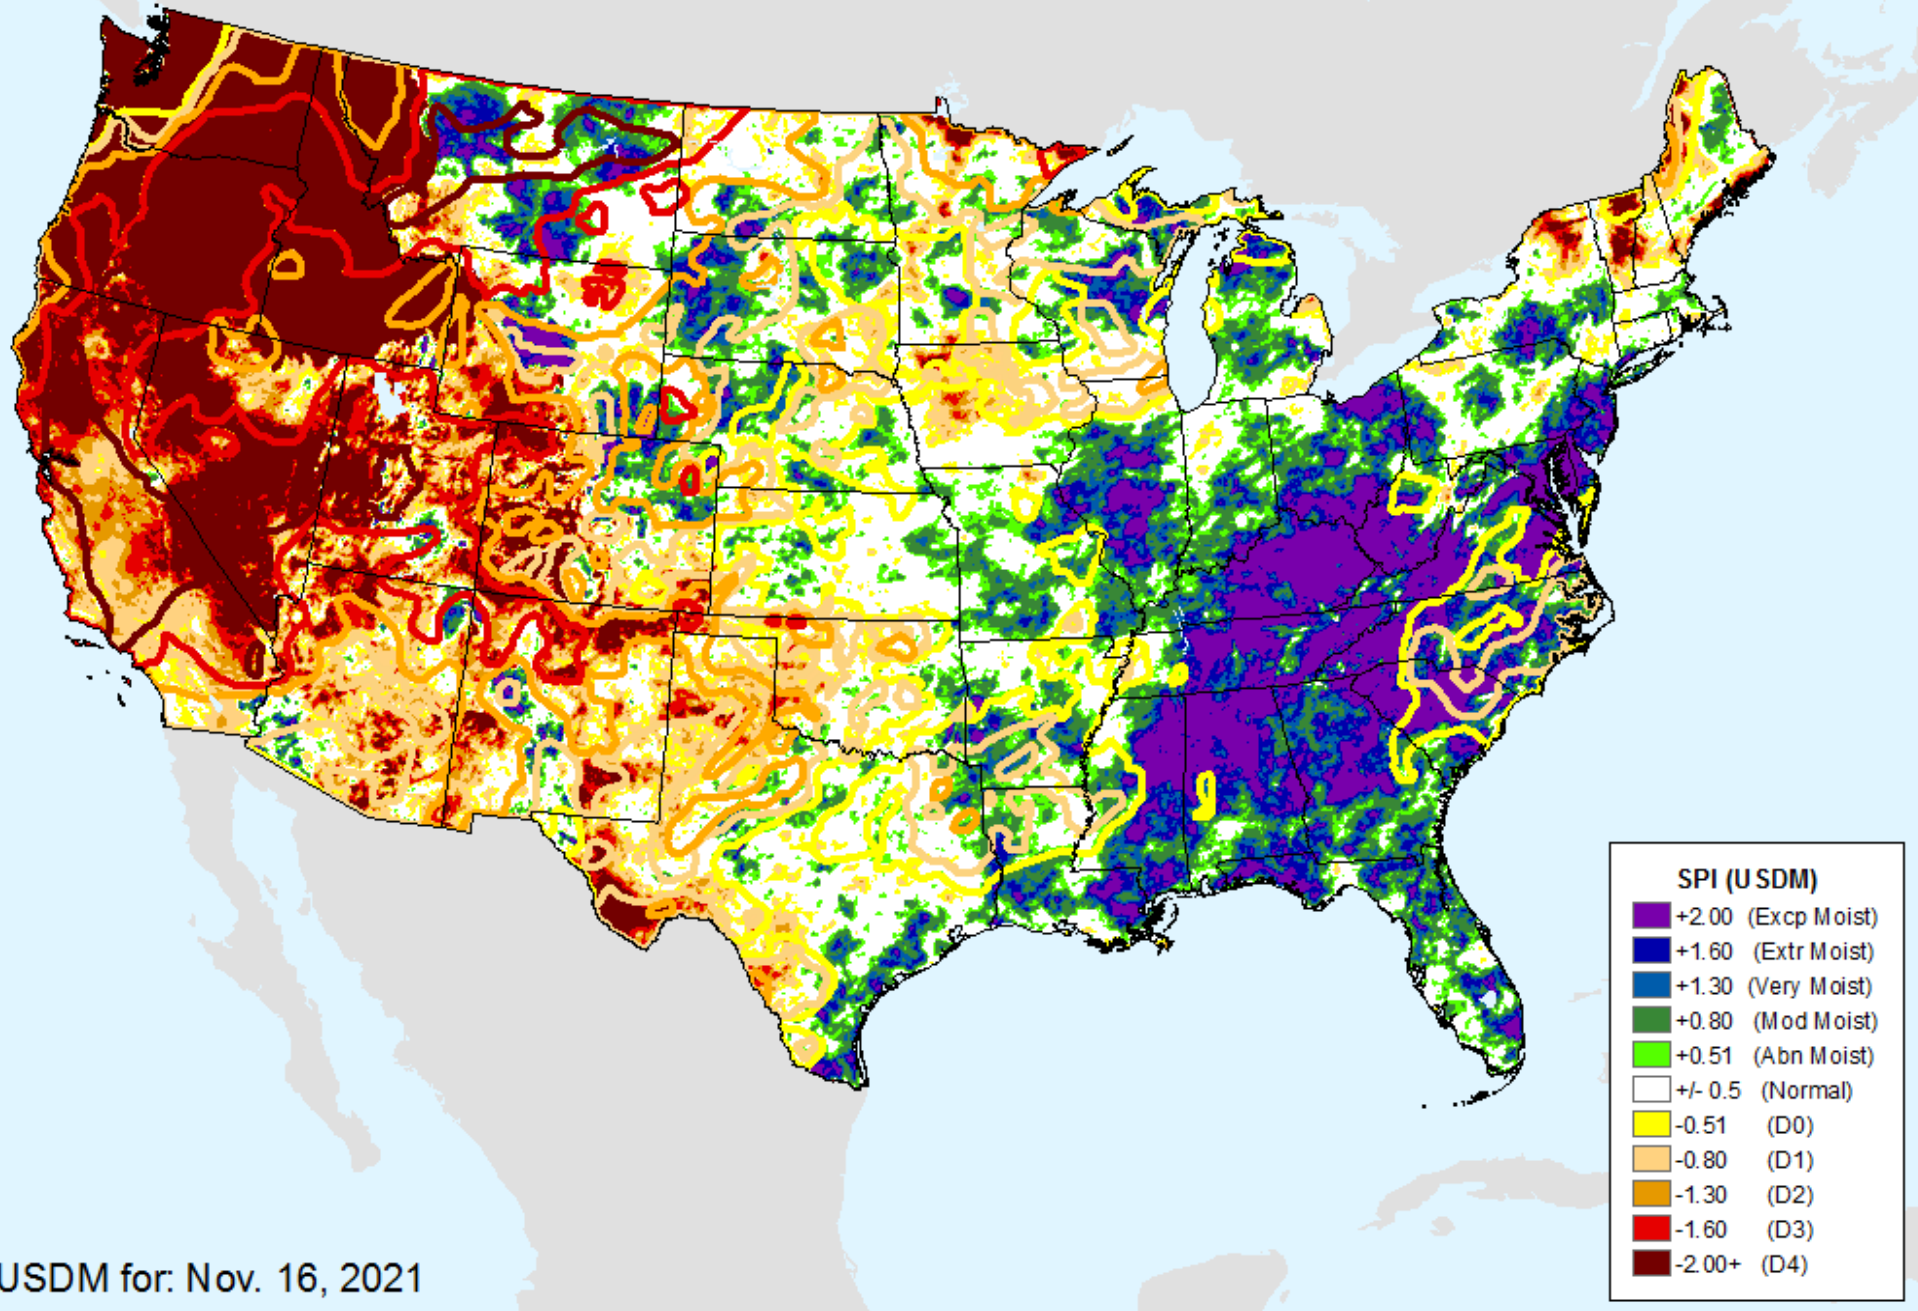 SPI (USDM)
+2.00 (Excp Moist)
+1.60 (Extr Moist)
+1.30 (Very Moist)
+0.80 (Mod Moist)
+0.51 (Abn Moist)
+/- 0.5 (Normal)
-0.51 (D0)
-0.80 (D1)
-1.30 (D2)
-1.60 (D3)
-2.00+ (D4)
USDM for: Nov. 16, 2021